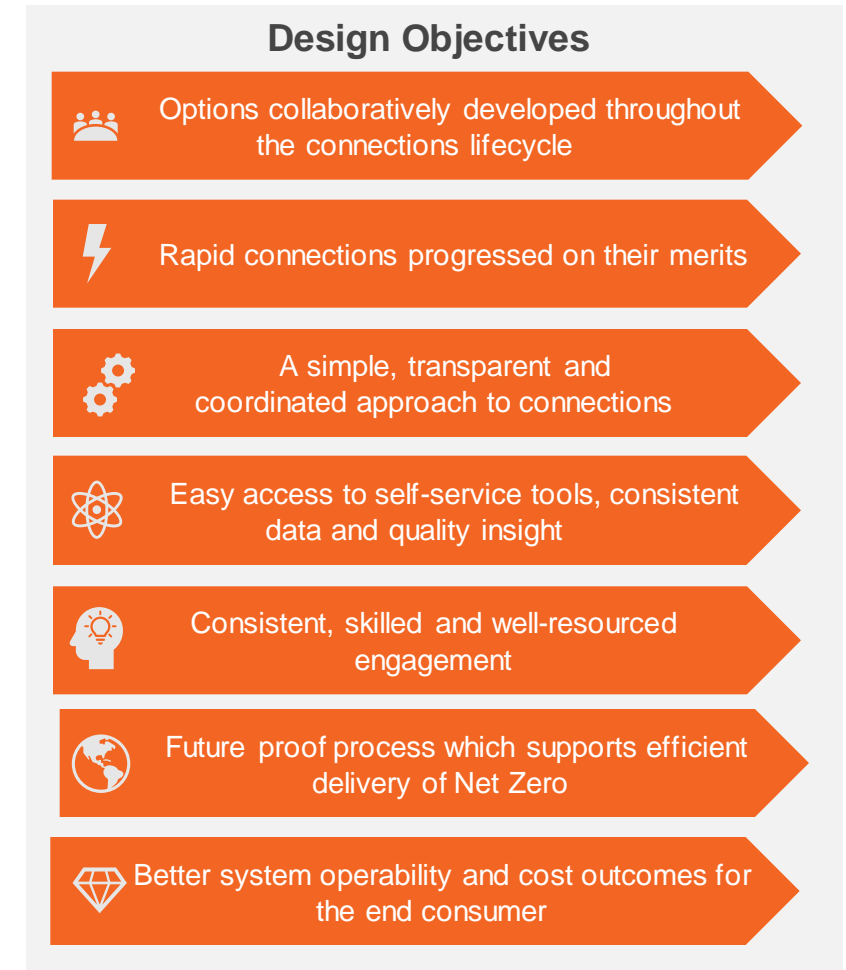 Design Objectives
Options collaboratively developed throughout
the connections lifecycle
Rapid connections progressed on their merits
A simple, transparent and
coordinated approach to connections
Easy access to self-service tools, consistent
data and quality insight
Consistent, skilled and well-resourced
engagement
Future proof process which supports efficient
delivery of Net Zero
Better system operability and cost outcomes for
the end consumer